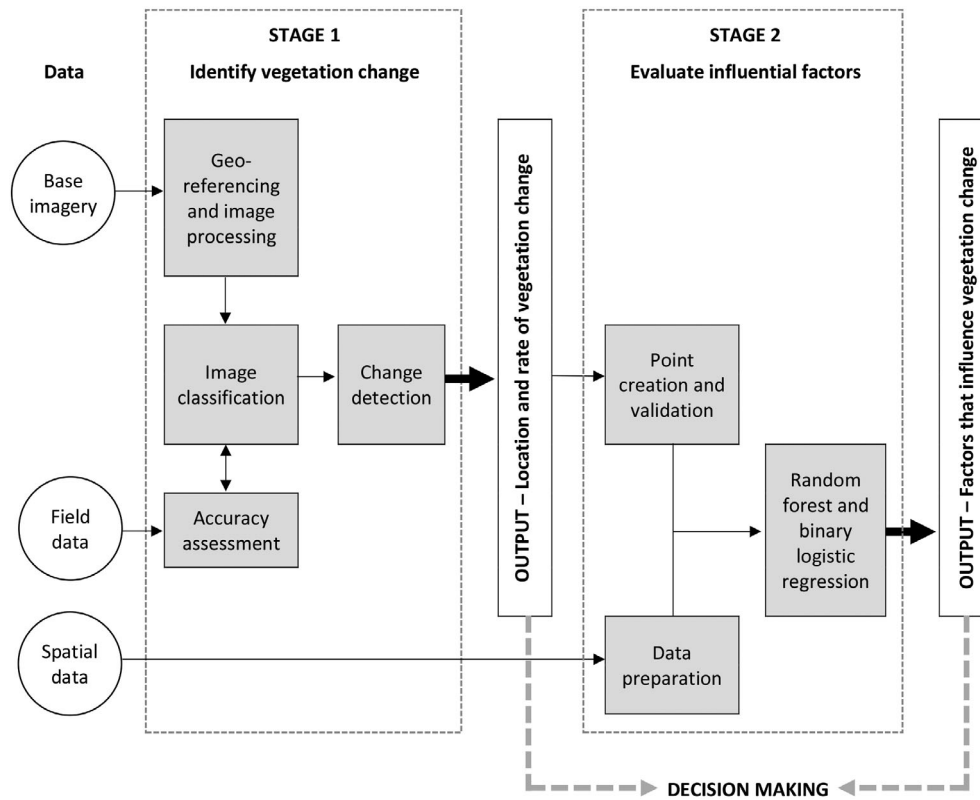 STAGE 1
Identify vegetation change
STAGE 2
Evaluate influential factors
Data
Base
imagery
Geo-
referencing
and image
processing
Image
classification
Change
detection
Field
data
Accuracy
assessment
Spatial
data
OUTPUT – Location and rate of vegetation change
Point
creation and
validation
Random
forest and
binary
logistic
regression
Data
preparation
OUTPUT – Factors that influence vegetation change
DECISION MAKING